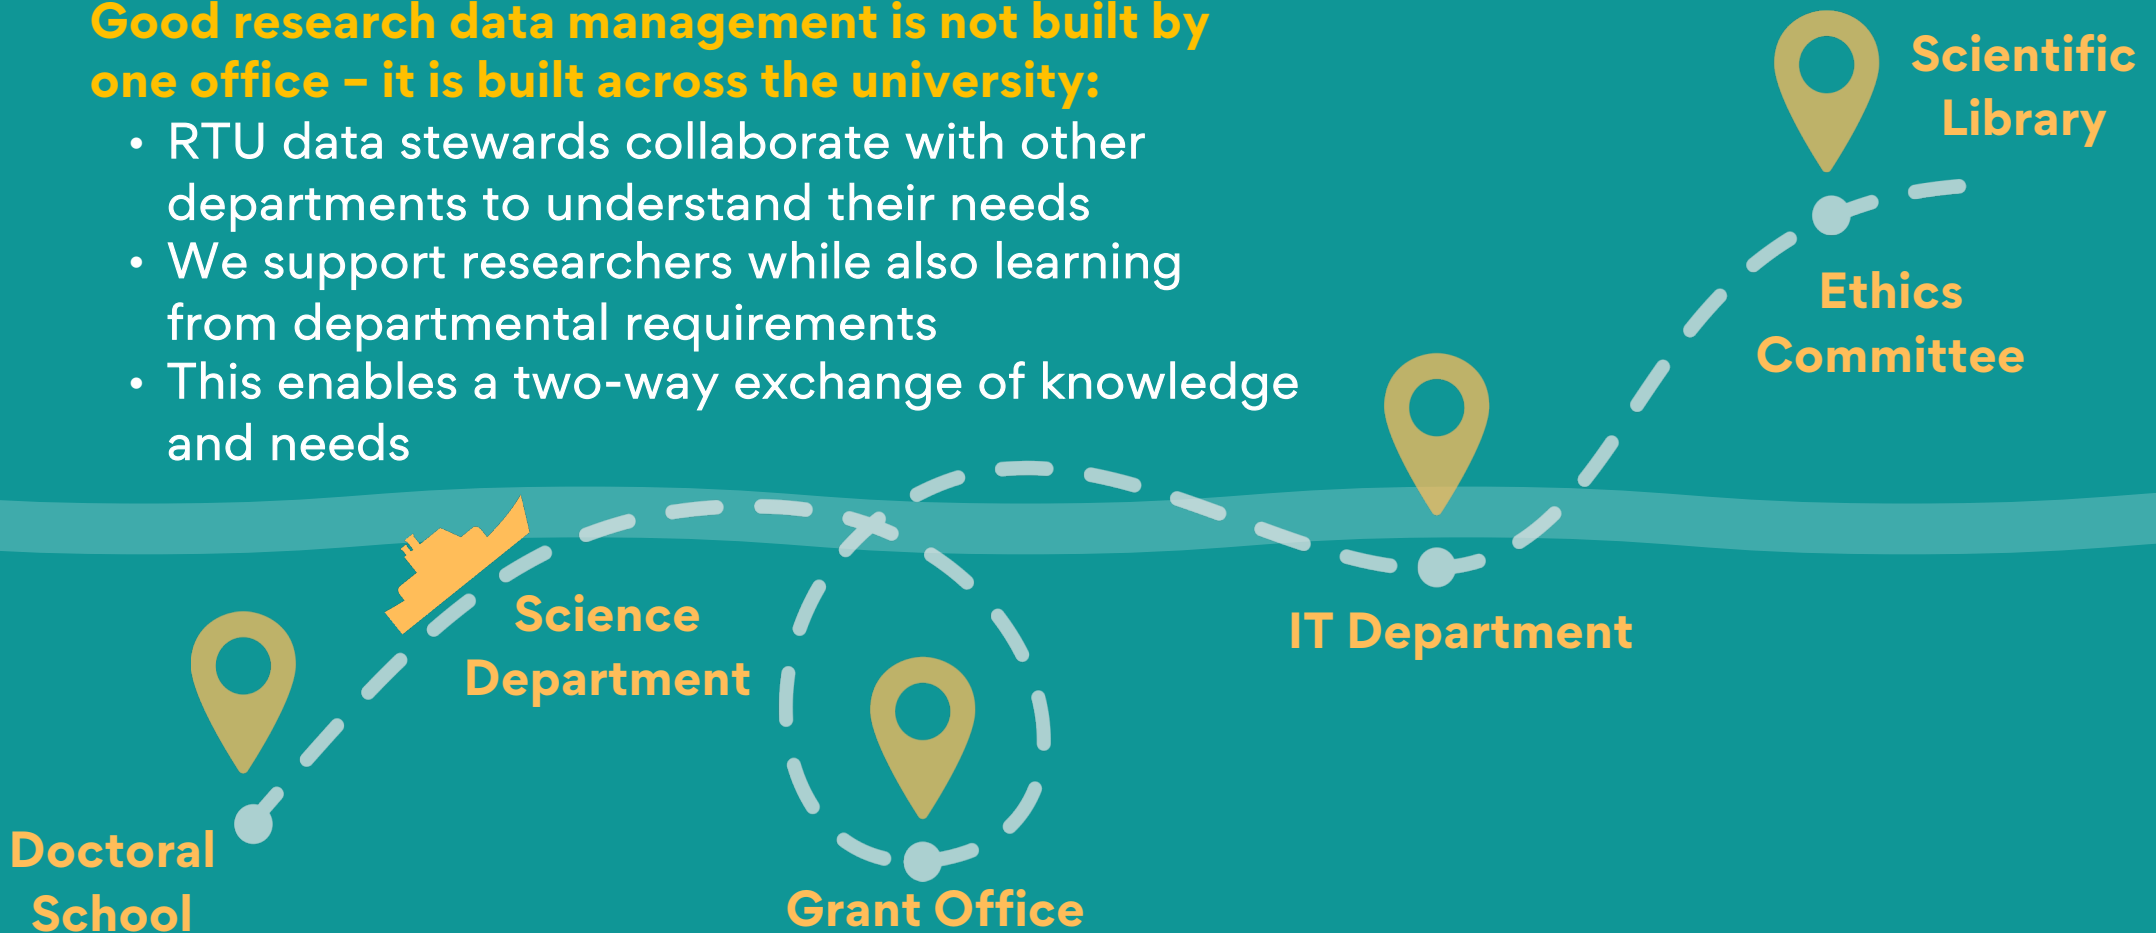 Good research data management is not built by
one office – it is built across the university:
• RTU data stewards collaborate with other
departments to understand their needs
• We support researchers while also learning
from departmental requirements
• This enables a two-way exchange of knowledge
and needs
Scientific
Library
Ethics
Committee
IT Department
Science
Department
Grant Office
Doctoral
School